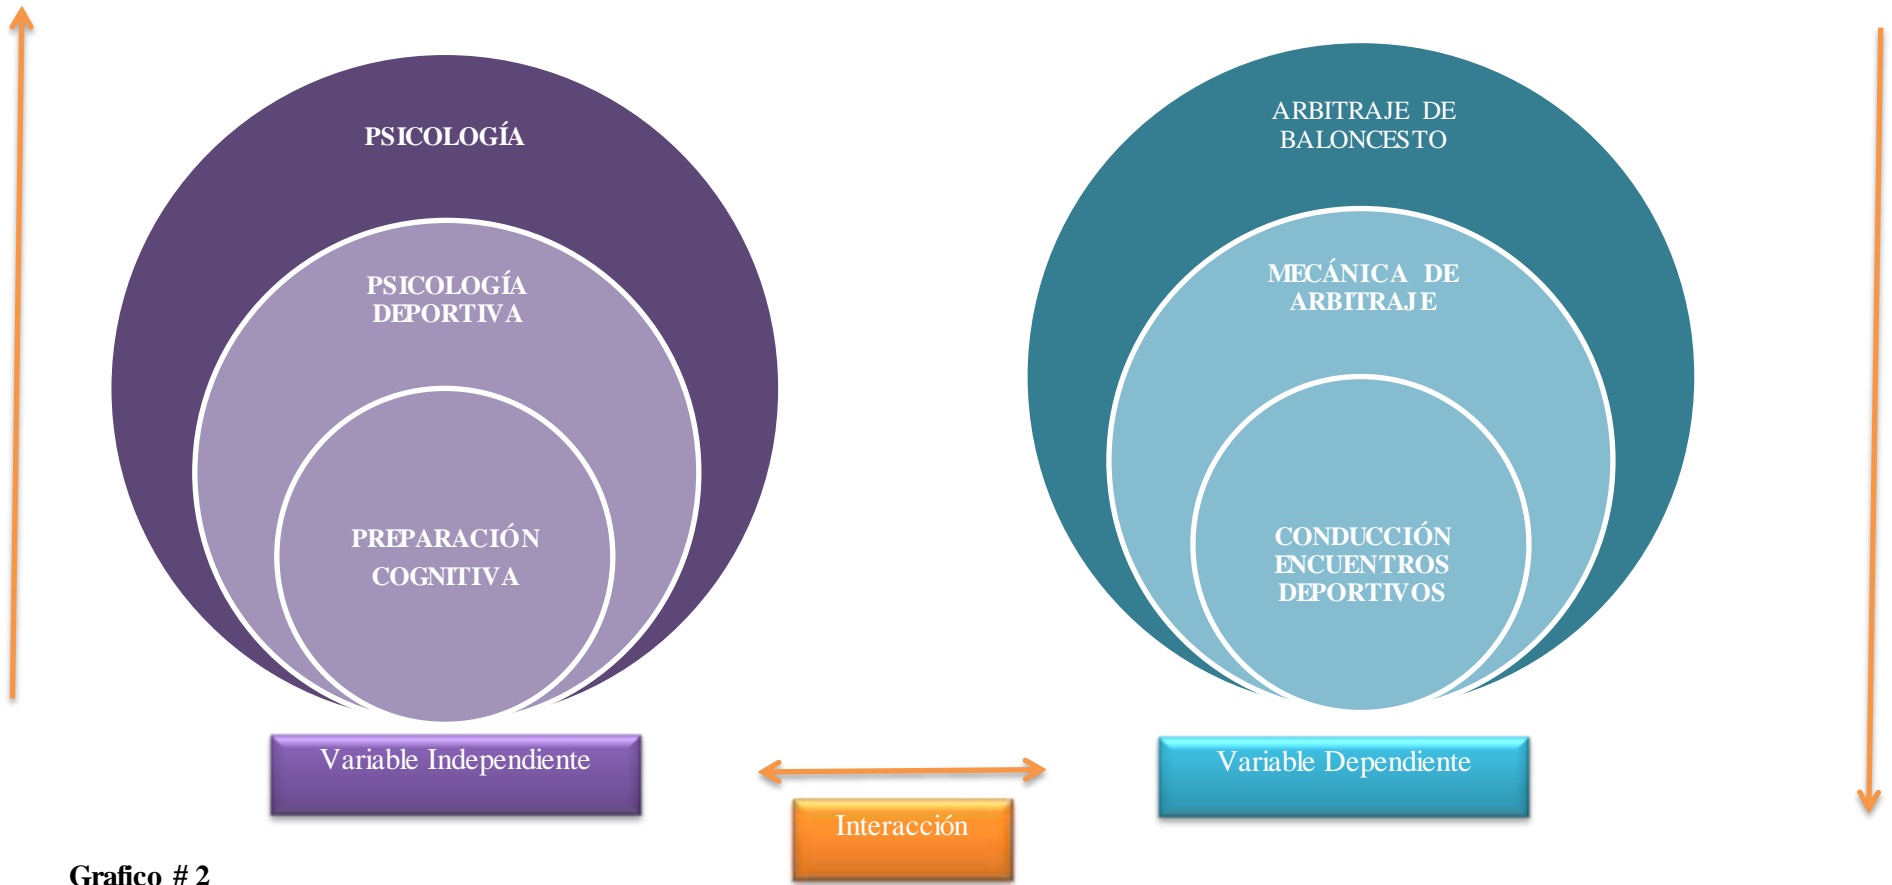 PSICOLOGÍA
PSICOLOGÍA
DEPORTIVA
PREPARACIÓN
COGNITIVA
Variable Independiente
ARBITRAJE DE
BALONCESTO
MECÁNICA DE
ARBITRAJE
CONDUCCIÓN
ENCUENTROS
DEPORTIVOS
Variable Dependiente
Interacción
Grafico # 2